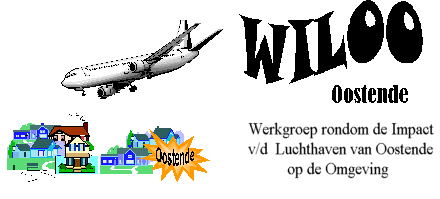 WILOO
Oostende
Werkgroep rondom de Impact
v/d Luchthaven van Oostende
op de Omgeving
Oostende